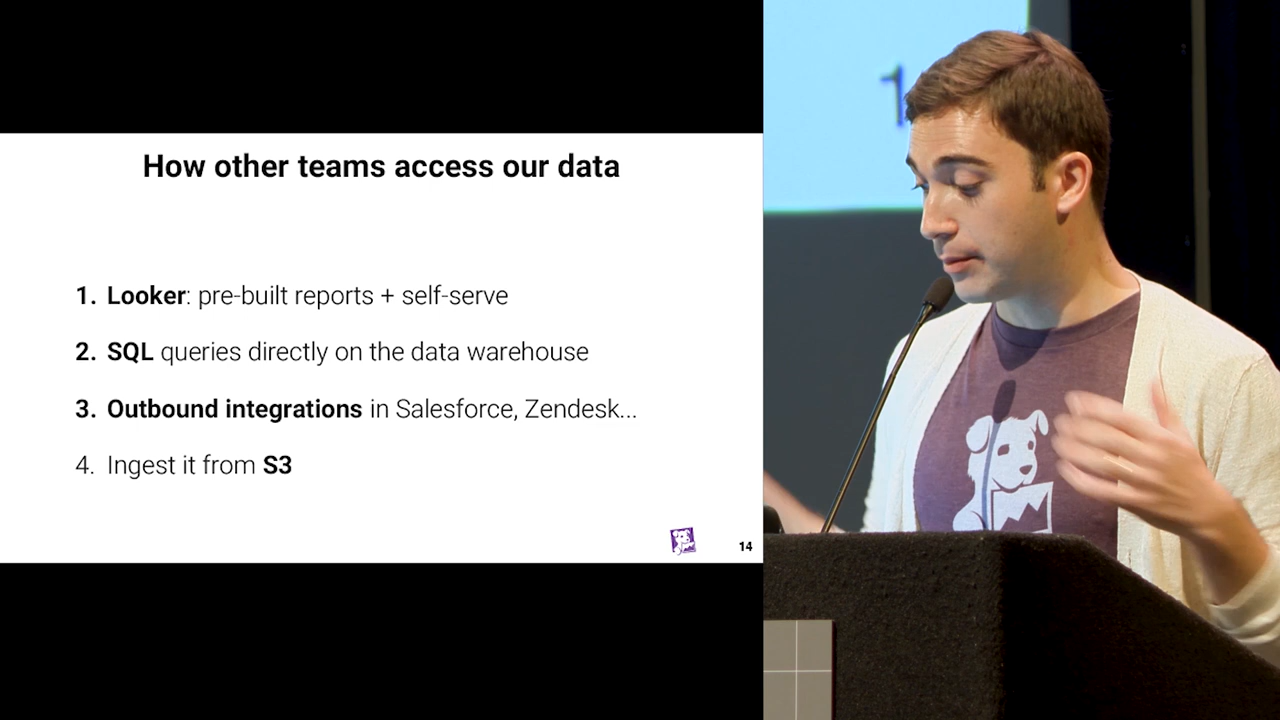 How other teams access our data
1. Looker: pre-built reports + self-serve
2. SQL queries directly on the data warehouse
3. Outbound integrations in Salesforce, Zendesk...
4. Ingest it from S3
14
1